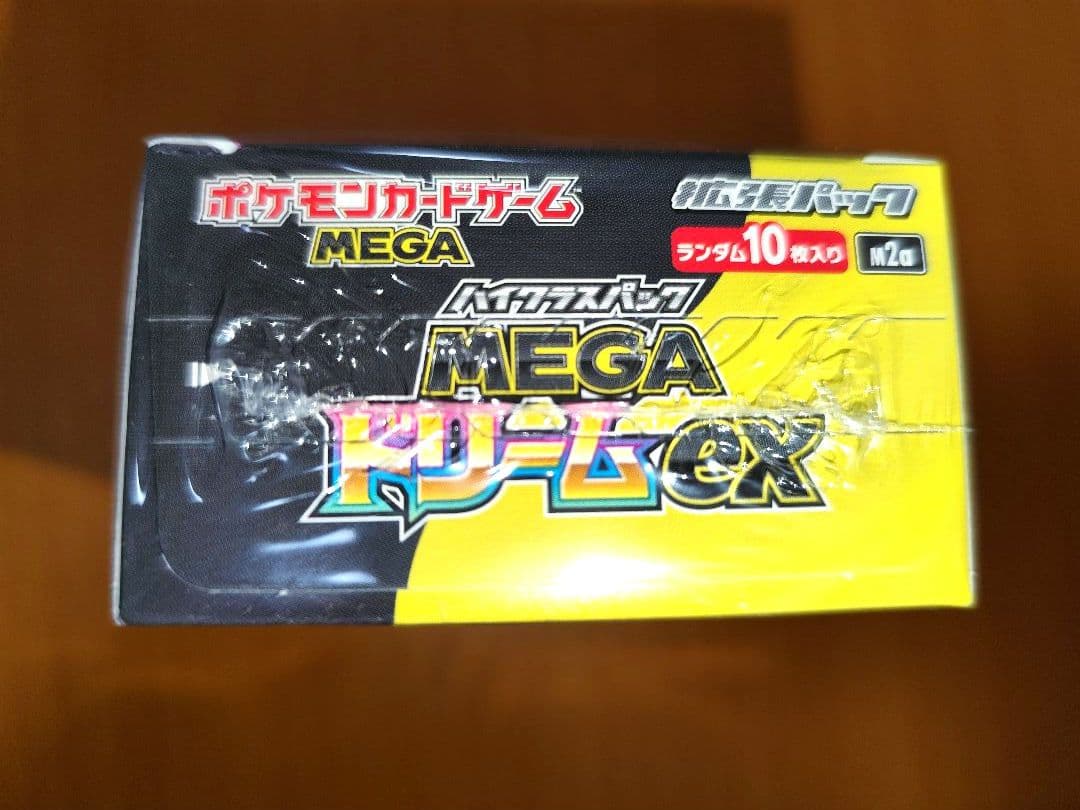 ポケモンカードゲーム
MEGA
拡張パック
ランダム10枚入り M2a
ハイクラスパック
MEGA
ドリームex